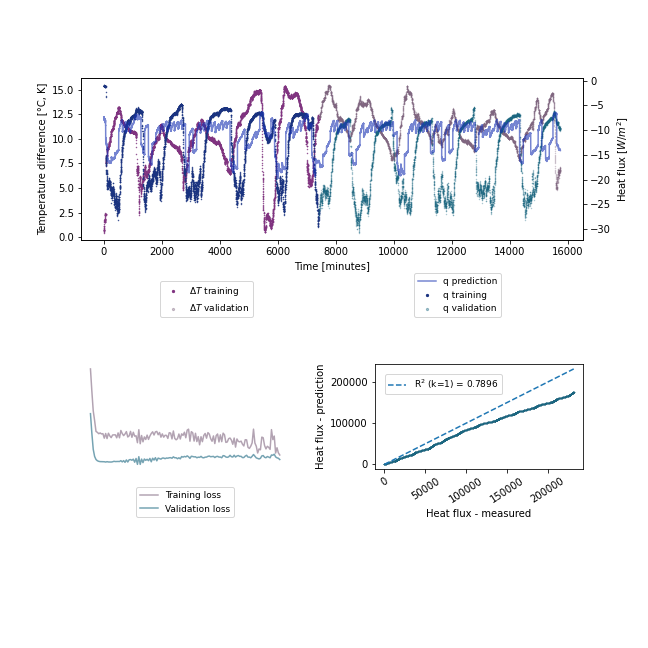 15.0
12.5
10.0
7.5
5.0
2.5
0.0
Temperature difference [°C, K]
0
−5
−10
−15
−20
−25
−30
Heat flux [W/m²]
0 2000 4000 6000 8000 10000 12000 14000 16000
Time [minutes]
ΔT training
ΔT validation
q prediction
q training
q validation
Training loss
Validation loss
Heat flux - prediction
200000
100000
0
R² (k=1) = 0.7896
0 50000 100000 150000 200000
Heat flux - measured